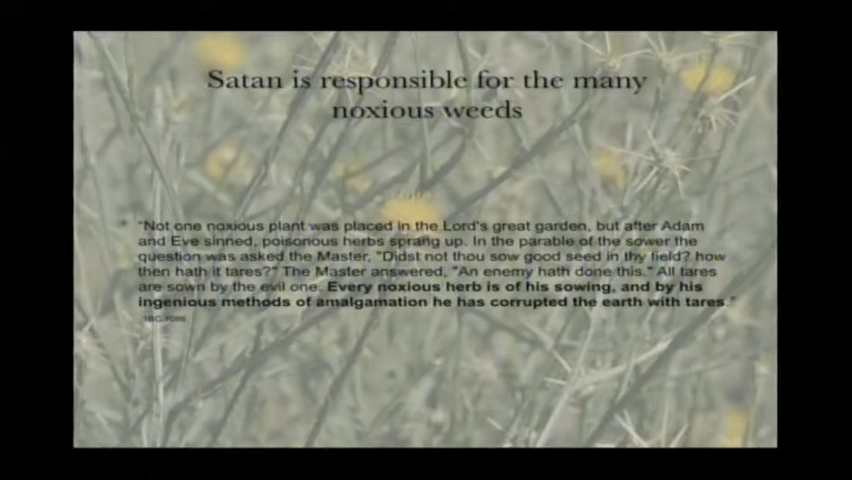 Satan is responsible for the many
noxious weeds
"Not one noxious plant was placed in the Lord's great garden, but after Adam
and Eve sinned, poisonous herbs sprang up. In the parable of the sower the
question was asked the Master, "Didst not thou sow good seed in thy field? how
then hath it tares?" The Master answered, "An enemy hath done this." All tares
are sown by the evil one. Every noxious herb is of his sowing, and by his
ingenious methods of amalgamation he has corrupted the earth with tares."